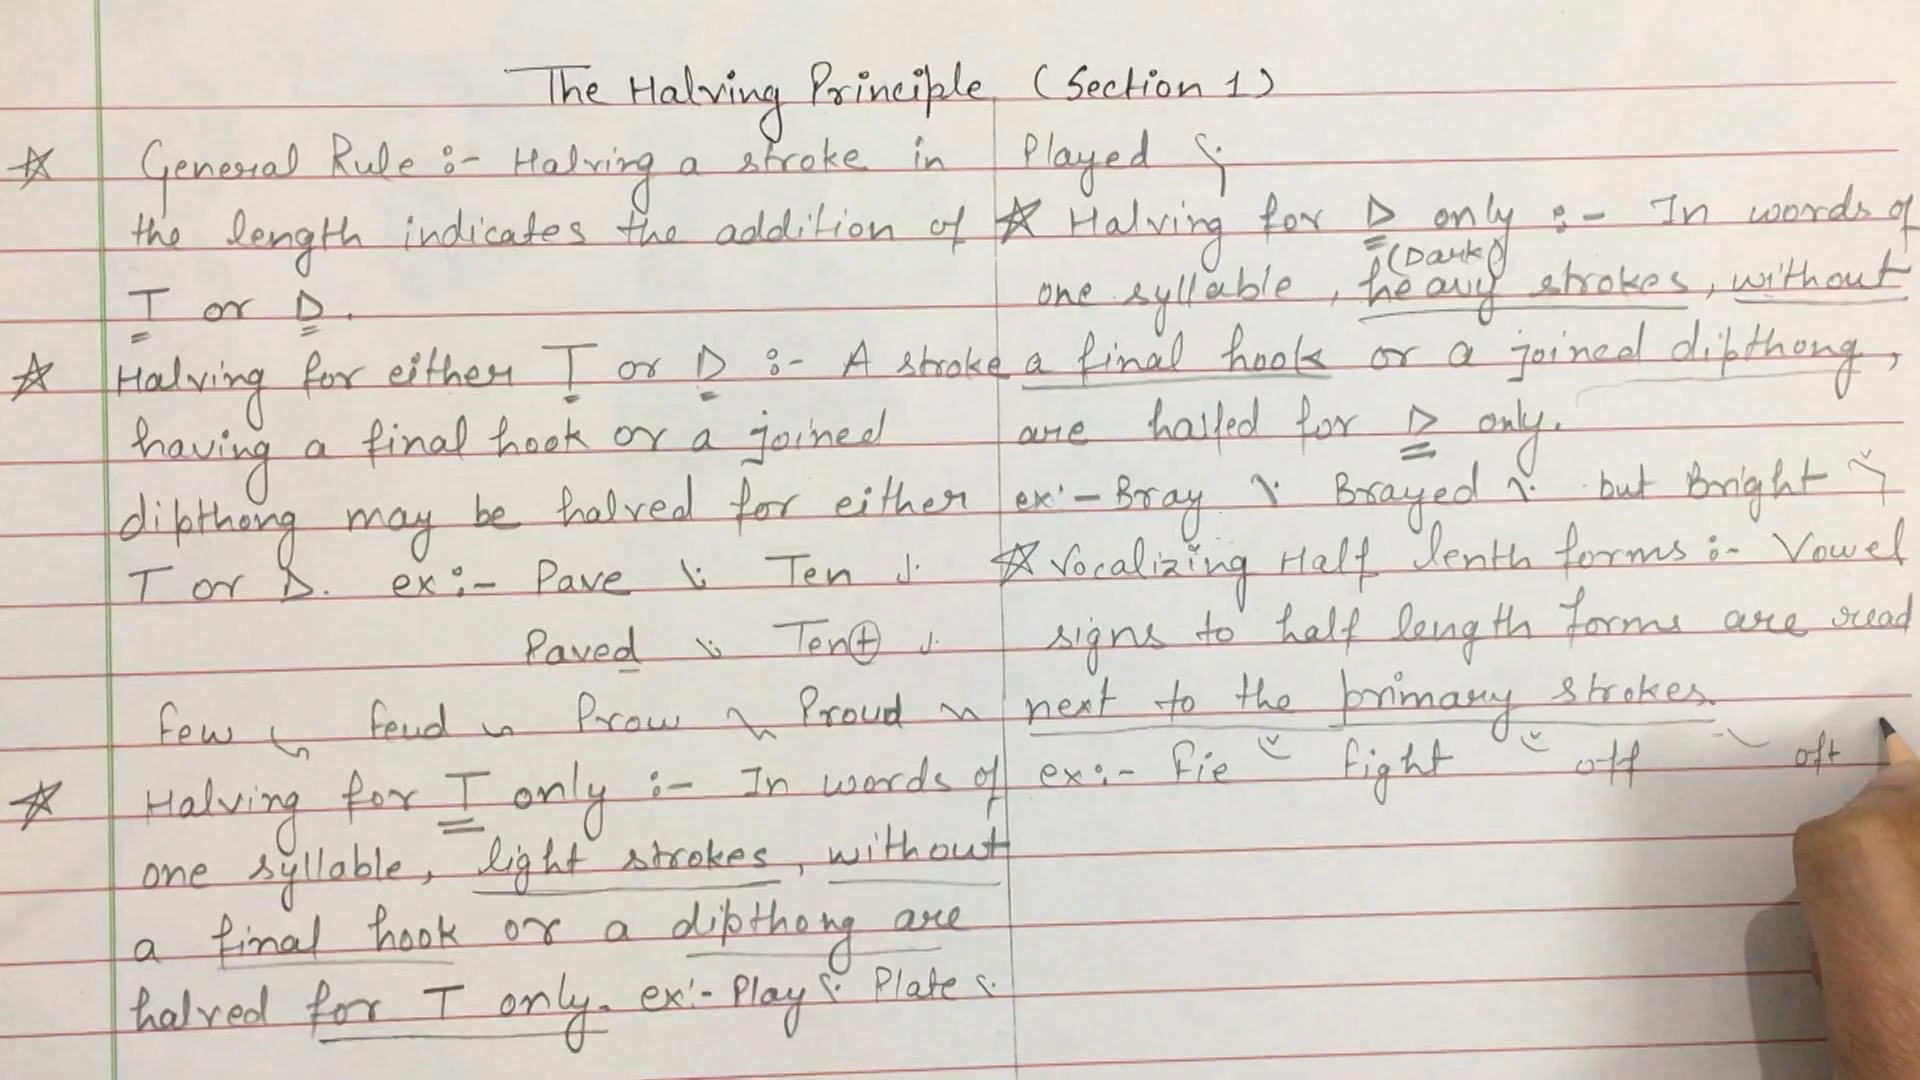 The Halving Principle (Section 1)
☆ General Rule :- Halving a stroke in
the length indicates the addition of
T or D.
☆ Halving for either T or D :- A stroke
having a final hook or a joined
dipthong may be halved for either
T or D. ex:- Pave Ten
Paved Tent
Few Feud Prow Proud
☆ Halving for T only :- In words of
one syllable, light strokes, without
a final hook or a dipthong are
halved for T only. ex:- Play Plate
Played
☆ Halving for D only :- In words of
(Dark)
one syllable, heavy strokes, without
a final hook or a joined dipthong,
are halfed for D only.
ex:- Bray Brayed but Bright
☆ Vocalizing Half lenth forms :- Vowel
signs to half length forms are read
next to the primary strokes.
ex:- Fie Fight off oft